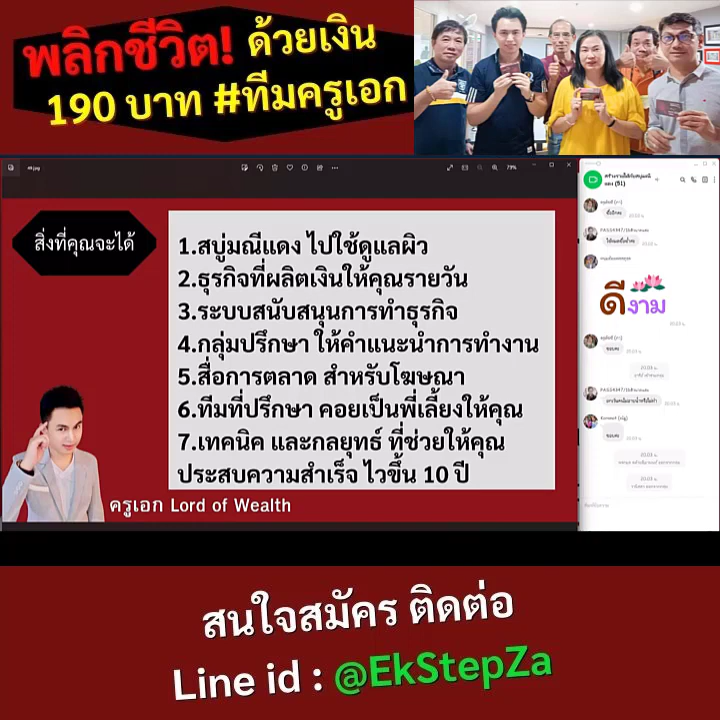 พลิกชีวิต! ด้วยเงิน
190 บาท #ทีมครูเอก
46.jpg
79%
สิ่งที่คุณจะได้
1.สบู่มณีแดง ไปใช้ดูแลผิว
2.ธุรกิจที่ผลิตเงินให้คุณรายวัน
3.ระบบสนับสนุนการทำธุรกิจ
4.กลุ่มปรึกษา ให้คำแนะนำการทำงาน
5.สื่อการตลาด สำหรับโฆษณา
6.ทีมที่ปรึกษา คอยเป็นพี่เลี้ยงให้คุณ
7.เทคนิค และกลยุทธ์ ที่ช่วยให้คุณ
ประสบความสำเร็จ ไวขึ้น 10 ปี
ครูเอก Lord of Wealth
ดีงาม
สนใจสมัคร ติดต่อ
Line id : @EkStepZa